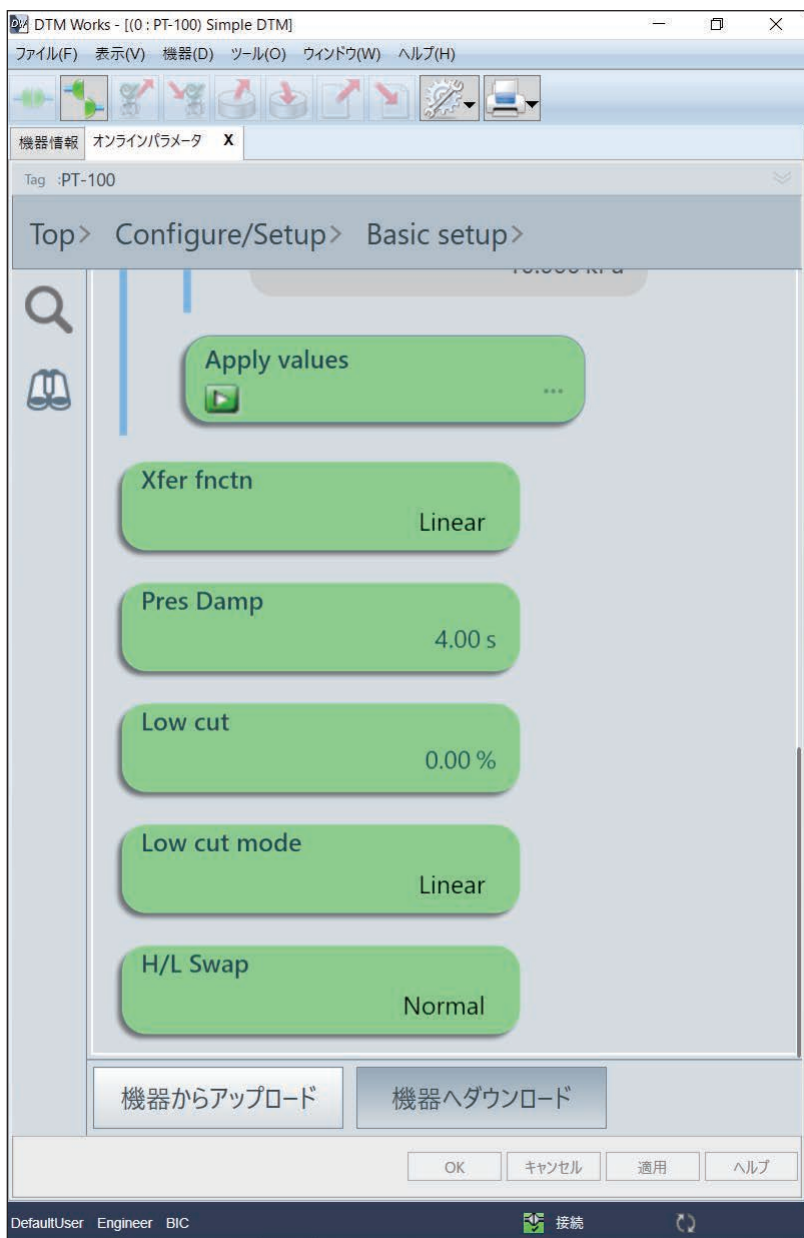 DTM Works - [(0 : PT-100) Simple DTM]
ファイル(F) 表示(V) 機器(D) ツール(O) ウィンドウ(W) ヘルプ(H)
機器情報 オンラインパラメータ X
Tag :PT-100
Top> Configure/Setup> Basic setup>
Apply values
...
Xfer fnctn
Linear
Pres Damp
4.00 s
Low cut
0.00 %
Low cut mode
Linear
H/L Swap
Normal
機器からアップロード 機器へダウンロード
OK キャンセル 適用 ヘルプ
DefaultUser Engineer BIC 接続